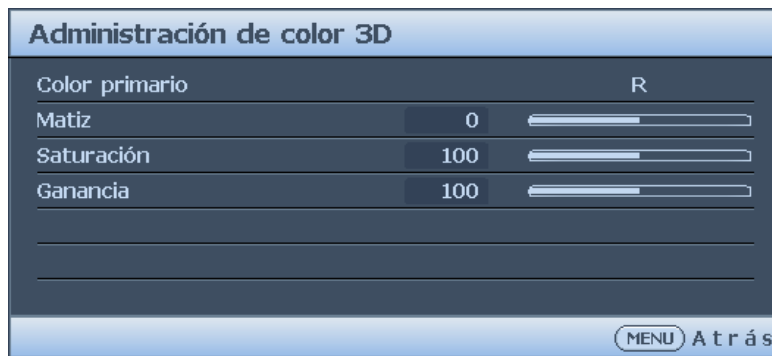 Administración de color 3D
Color primario R
Matiz 0
Saturación 100
Ganancia 100
MENU Atrás